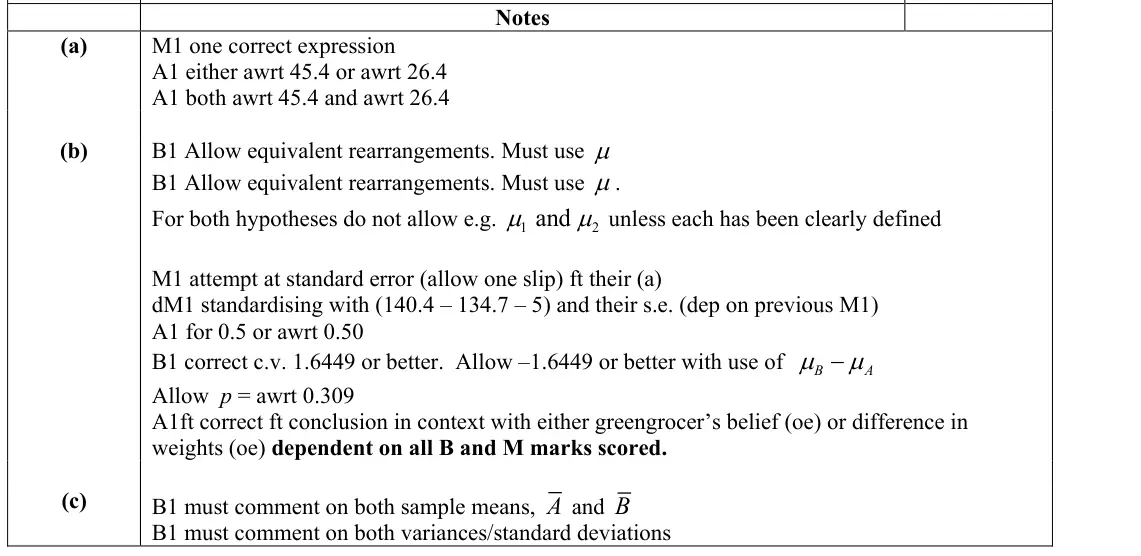 Notes
(a) M1 one correct expression
A1 either awrt 45.4 or awrt 26.4
A1 both awrt 45.4 and awrt 26.4
(b) B1 Allow equivalent rearrangements. Must use μ
B1 Allow equivalent rearrangements. Must use μ .
For both hypotheses do not allow e.g. μ₁ and μ₂ unless each has been clearly defined
M1 attempt at standard error (allow one slip) ft their (a)
dM1 standardising with (140.4 – 134.7 – 5) and their s.e. (dep on previous M1)
A1 for 0.5 or awrt 0.50
B1 correct c.v. 1.6449 or better. Allow –1.6449 or better with use of μ_B − μ_A
Allow p = awrt 0.309
A1ft correct ft conclusion in context with either greengrocer’s belief (oe) or difference in
weights (oe) dependent on all B and M marks scored.
(c) B1 must comment on both sample means, A̅ and B̅
B1 must comment on both variances/standard deviations